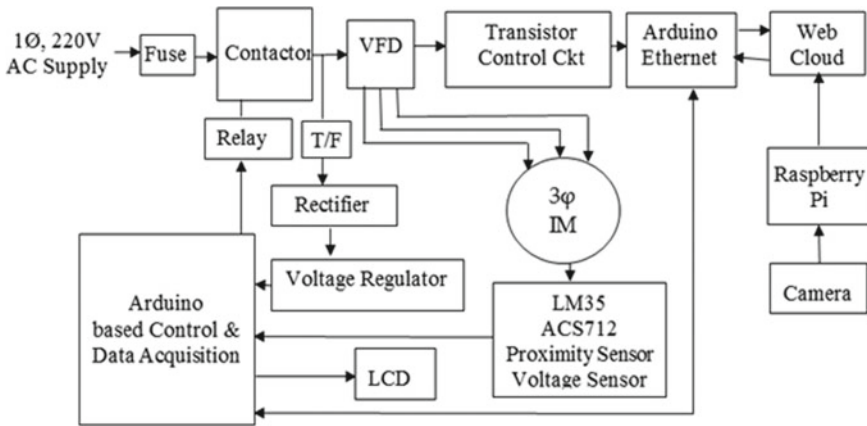 1Ø, 220V
AC Supply
Fuse
Contactor
VFD
Transistor
Control Ckt
Arduino
Ethernet
Web
Cloud
Relay
T/F
Rectifier
3φ
IM
Raspberry
Pi
Voltage Regulator
Camera
Arduino
based Control &
Data Acquisition
LM35
ACS712
Proximity Sensor
Voltage Sensor
LCD